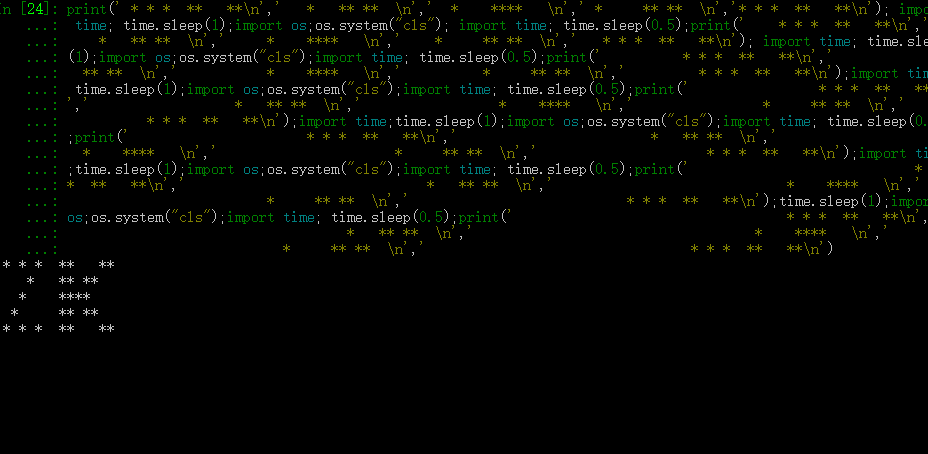 n [24]: print(' * * *  **   **\n','   *   ** **  \n',' *    ****   \n',' *     ** **  \n','* * *  **   **\n'); impo
...: time; time.sleep(1);import os;os.system("cls"); import time; time.sleep(0.5);print('    * * *  **   **\n',
...: *   ** **  \n','    *    ****   \n','    *     ** **  \n','   * * *  **   **\n'); import time; time.sle
...: (1);import os;os.system("cls");import time; time.sleep(0.5);print('    * * *  **   **\n','
...: ** **  \n','    *    ****   \n','    *     ** **  \n','    * * *  **   **\n');import tim
...: time.sleep(1);import os;os.system("cls");import time; time.sleep(0.5);print('    * * *  **   **
...: ','    *   ** **  \n','    *    ****   \n','    *     ** **
...: * * *  **   **\n');import time;time.sleep(1);import os;os.system("cls");import time; time.sleep(0.
...: ;print('    * * *  **   **\n','    *   ** **  \n',
...: *    ****   \n','    *     ** **  \n','    * * *  **   **\n');import t
...: ;time.sleep(1);import os;os.system("cls");import time; time.sleep(0.5);print('    *
...: *  **   **\n','    *   ** **  \n','    *    ****
...: \n','    *     ** **  \n','    * * *  **   **\n');time.sleep(1);impor
...: os;os.system("cls");import time; time.sleep(0.5);print('    * * *  **   **\n',
...: *   ** **  \n','    *    ****   \n','
...: *     ** **  \n','    * * *  **   **\n')
* * *  **   **
   *   ** **
  *    ****
 *     ** **
* * *  **   **